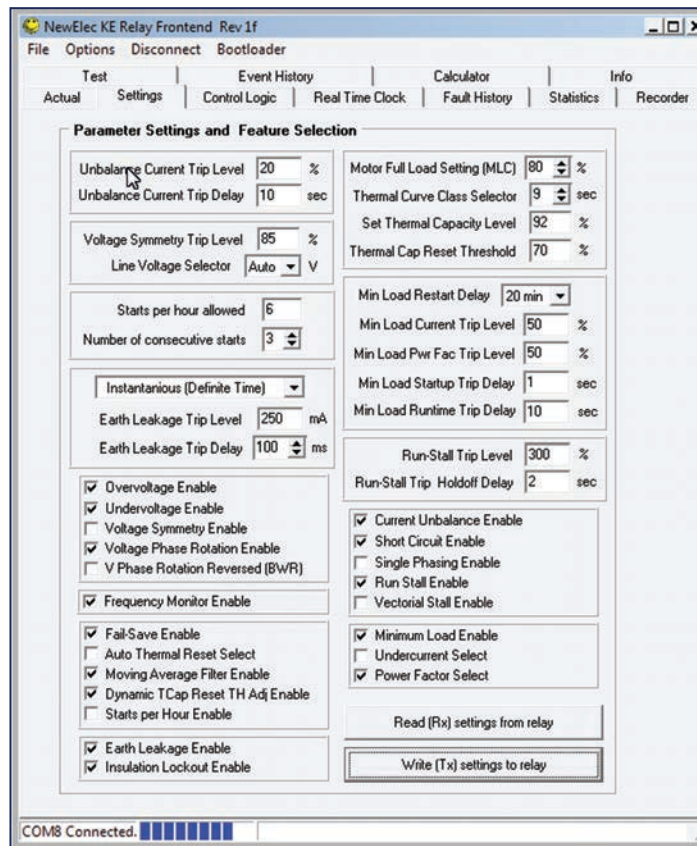 NewElec KE Relay Frontend Rev 1f
File Options Disconnect Bootloader
Test Event History Calculator Info
Actual Settings Control Logic Real Time Clock Fault History Statistics Recorder
Parameter Settings and Feature Selection
Unbalance Current Trip Level 20 %
Unbalance Current Trip Delay 10 sec
Voltage Symmetry Trip Level 85 %
Line Voltage Selector Auto V
Starts per hour allowed 6
Number of consecutive starts 3
Instantanious (Definite Time)
Earth Leakage Trip Level 250 mA
Earth Leakage Trip Delay 100 ms
Overvoltage Enable
Undervoltage Enable
Voltage Symmetry Enable
Voltage Phase Rotation Enable
V Phase Rotation Reversed (BWR)
Frequency Monitor Enable
Fail-Save Enable
Auto Thermal Reset Select
Moving Average Filter Enable
Dynamic TCap Reset TH Adj Enable
Starts per Hour Enable
Earth Leakage Enable
Insulation Lockout Enable
Motor Full Load Setting (MLC) 80 %
Thermal Curve Class Selector 9 sec
Set Thermal Capacity Level 92 %
Thermal Cap Reset Threshold 70 %
Min Load Restart Delay 20 min
Min Load Current Trip Level 50 %
Min Load Pwr Fac Trip Level 50 %
Min Load Startup Trip Delay 1 sec
Min Load Runtime Trip Delay 10 sec
Run-Stall Trip Level 300 %
Run-Stall Trip Holdoff Delay 2 sec
Current Unbalance Enable
Short Circuit Enable
Single Phasing Enable
Run Stall Enable
Vectorial Stall Enable
Minimum Load Enable
Undercurrent Select
Power Factor Select
Read (Rx) settings from relay
Write (Tx) settings to relay
COM8 Connected.